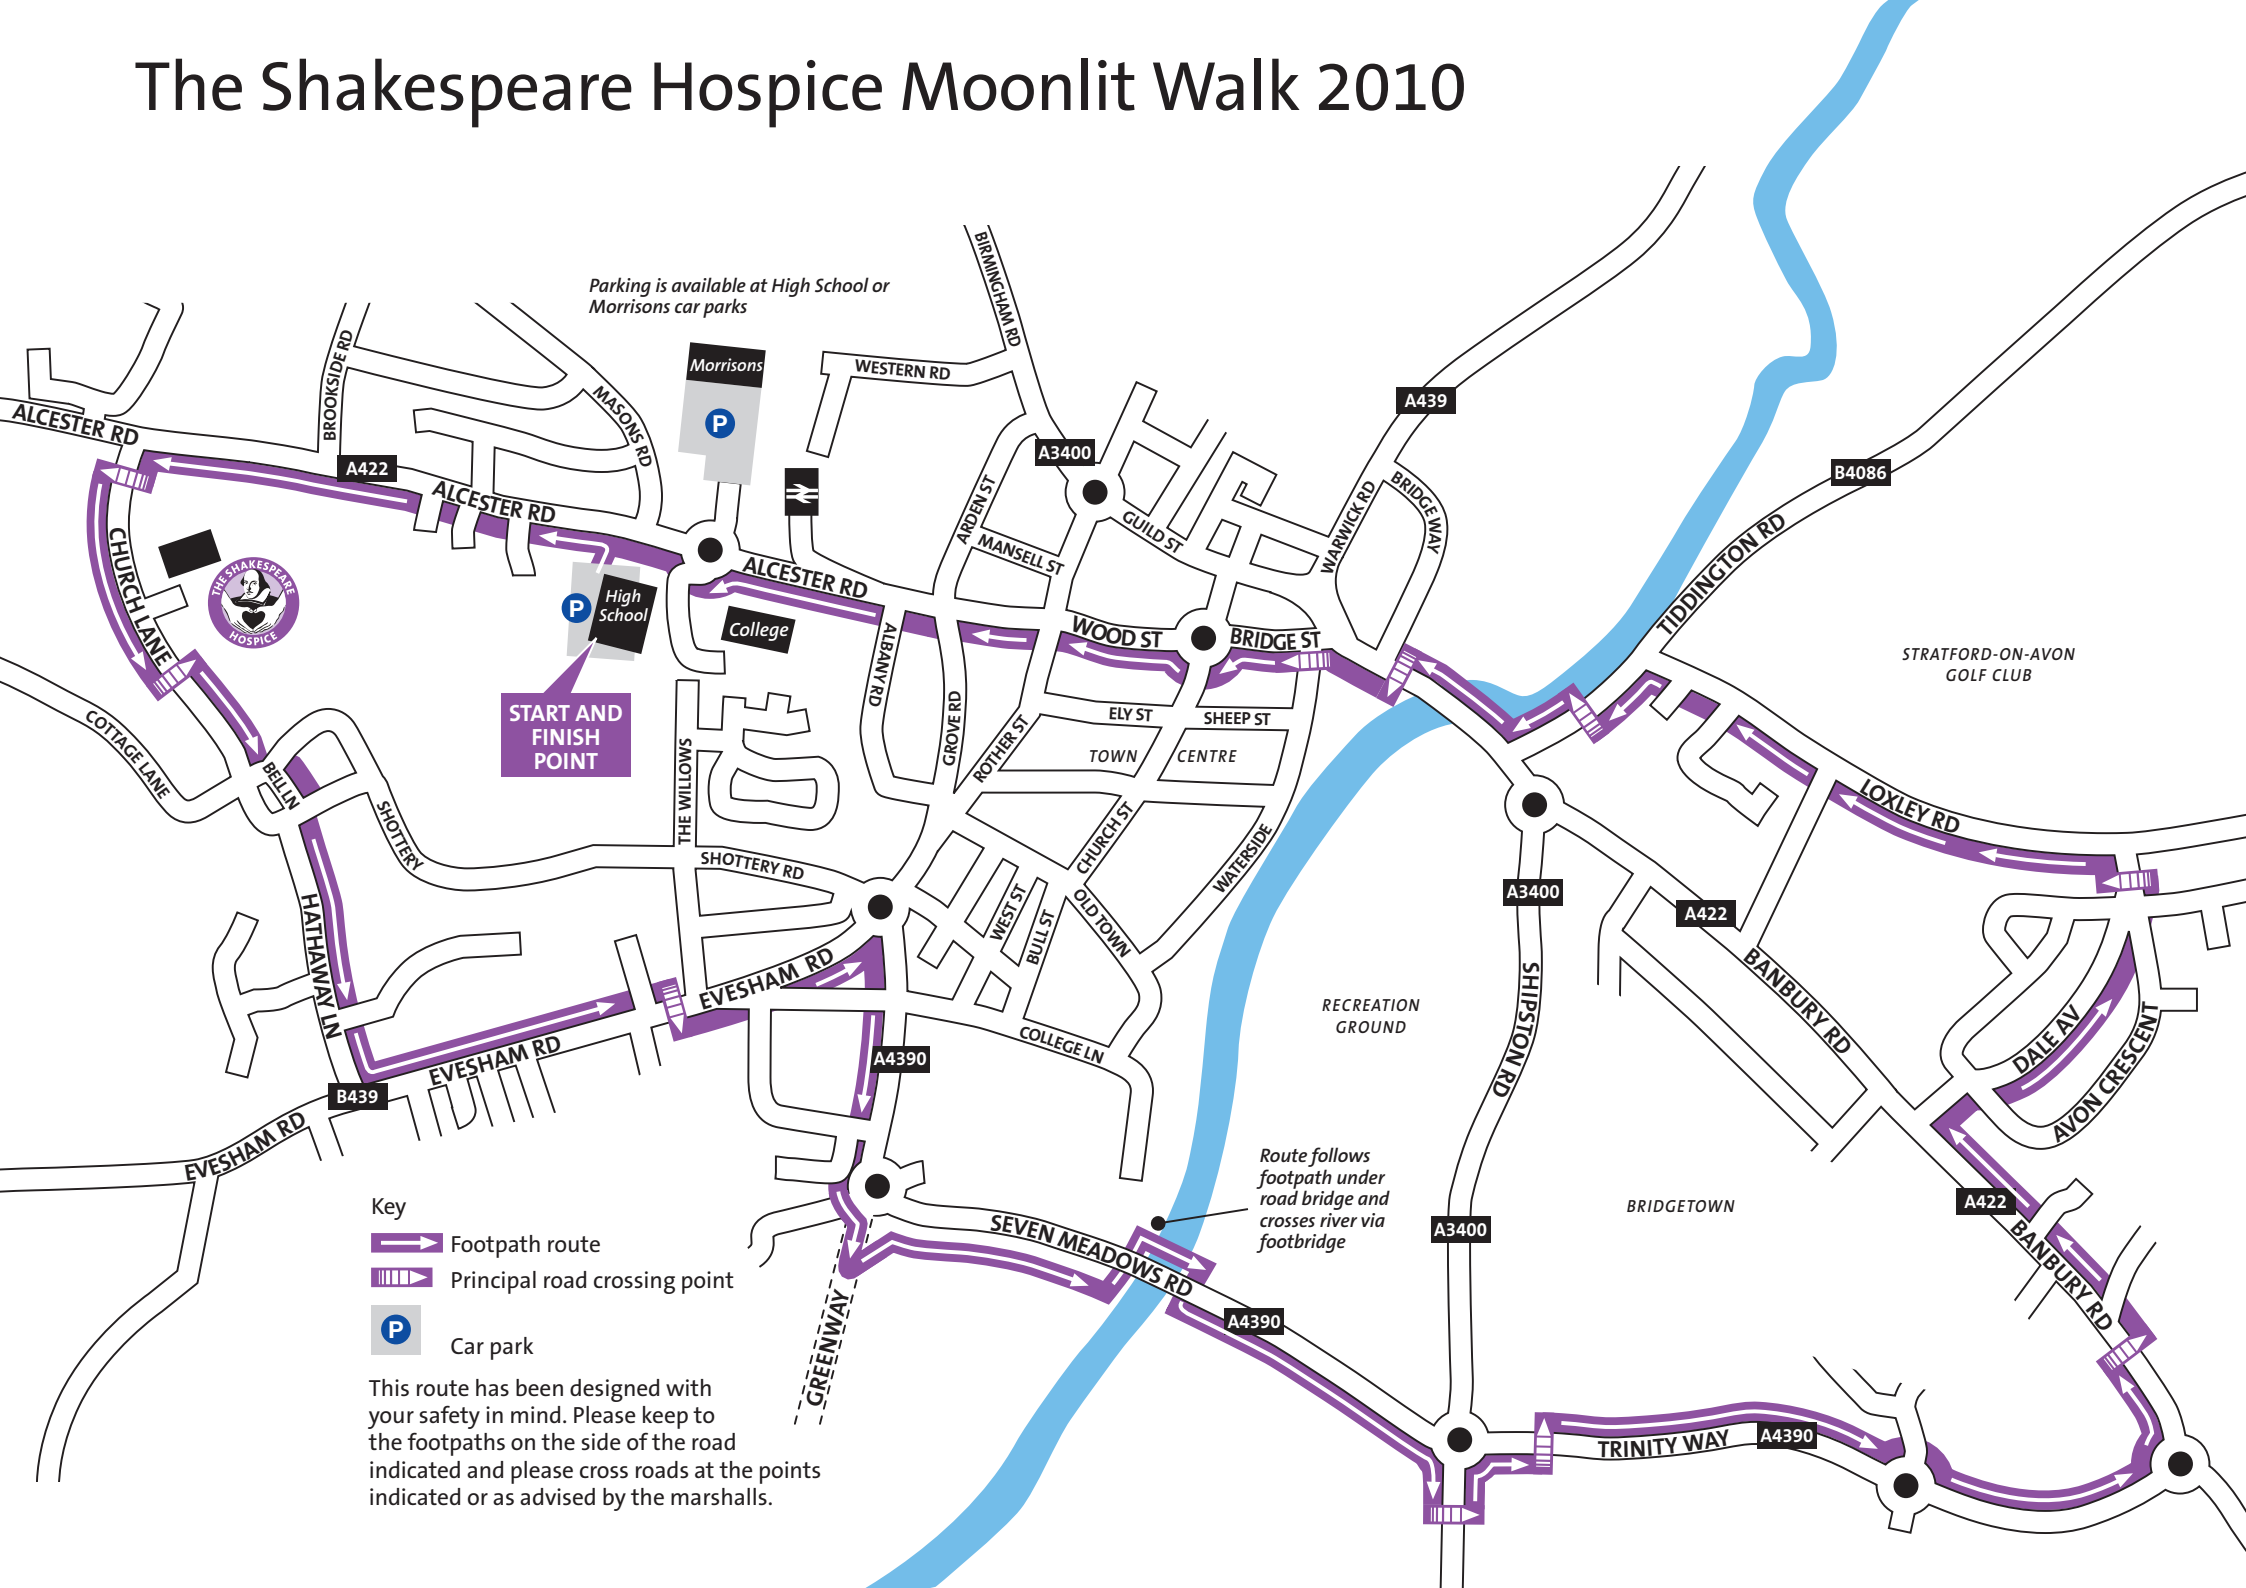 The Shakespeare Hospice Moonlit Walk 2010
Parking is available at High School or
Morrisons car parks
BIRMINGHAM RD
Morrisons
P
WESTERN RD
BROOKSIDE RD
MASONS RD
A439
ALCESTER RD
A422
A3400
B4086
ALCESTER RD
ARDEN ST
GUILD ST
MANSELL ST
WARWICK RD
BRIDGE WAY
TIDDINGTON RD
CHURCH LANE
THE SHAKESPEARE
HOSPICE
P
High
School
ALCESTER RD
College
ALBANY RD
WOOD ST
BRIDGE ST
STRATFORD-ON-AVON
GOLF CLUB
START AND
FINISH
POINT
COTTAGE LANE
BELL LN
SHOTTERY
THE WILLOWS
GROVE RD
ROTHER ST
ELY ST
SHEEP ST
TOWN
CENTRE
CHURCH ST
WATERSIDE
LOXLEY RD
SHOTTERY RD
HATHAWAY LN
WEST ST
BULL ST
OLD TOWN
A3400
A422
EVESHAM RD
EVESHAM RD
B439
EVESHAM RD
COLLEGE LN
A4390
RECREATION
GROUND
SHIPSTON RD
BANBURY RD
DALE AV
AVON CRESCENT
Route follows
footpath under
road bridge and
crosses river via
footbridge
BRIDGETOWN
A422
BANBURY RD
A3400
SEVEN MEADOWS RD
A4390
GREENWAY
TRINITY WAY
A4390
Key
Footpath route
Principal road crossing point
P
Car park
This route has been designed with
your safety in mind. Please keep to
the footpaths on the side of the road
indicated and please cross roads at the points
indicated or as advised by the marshalls.